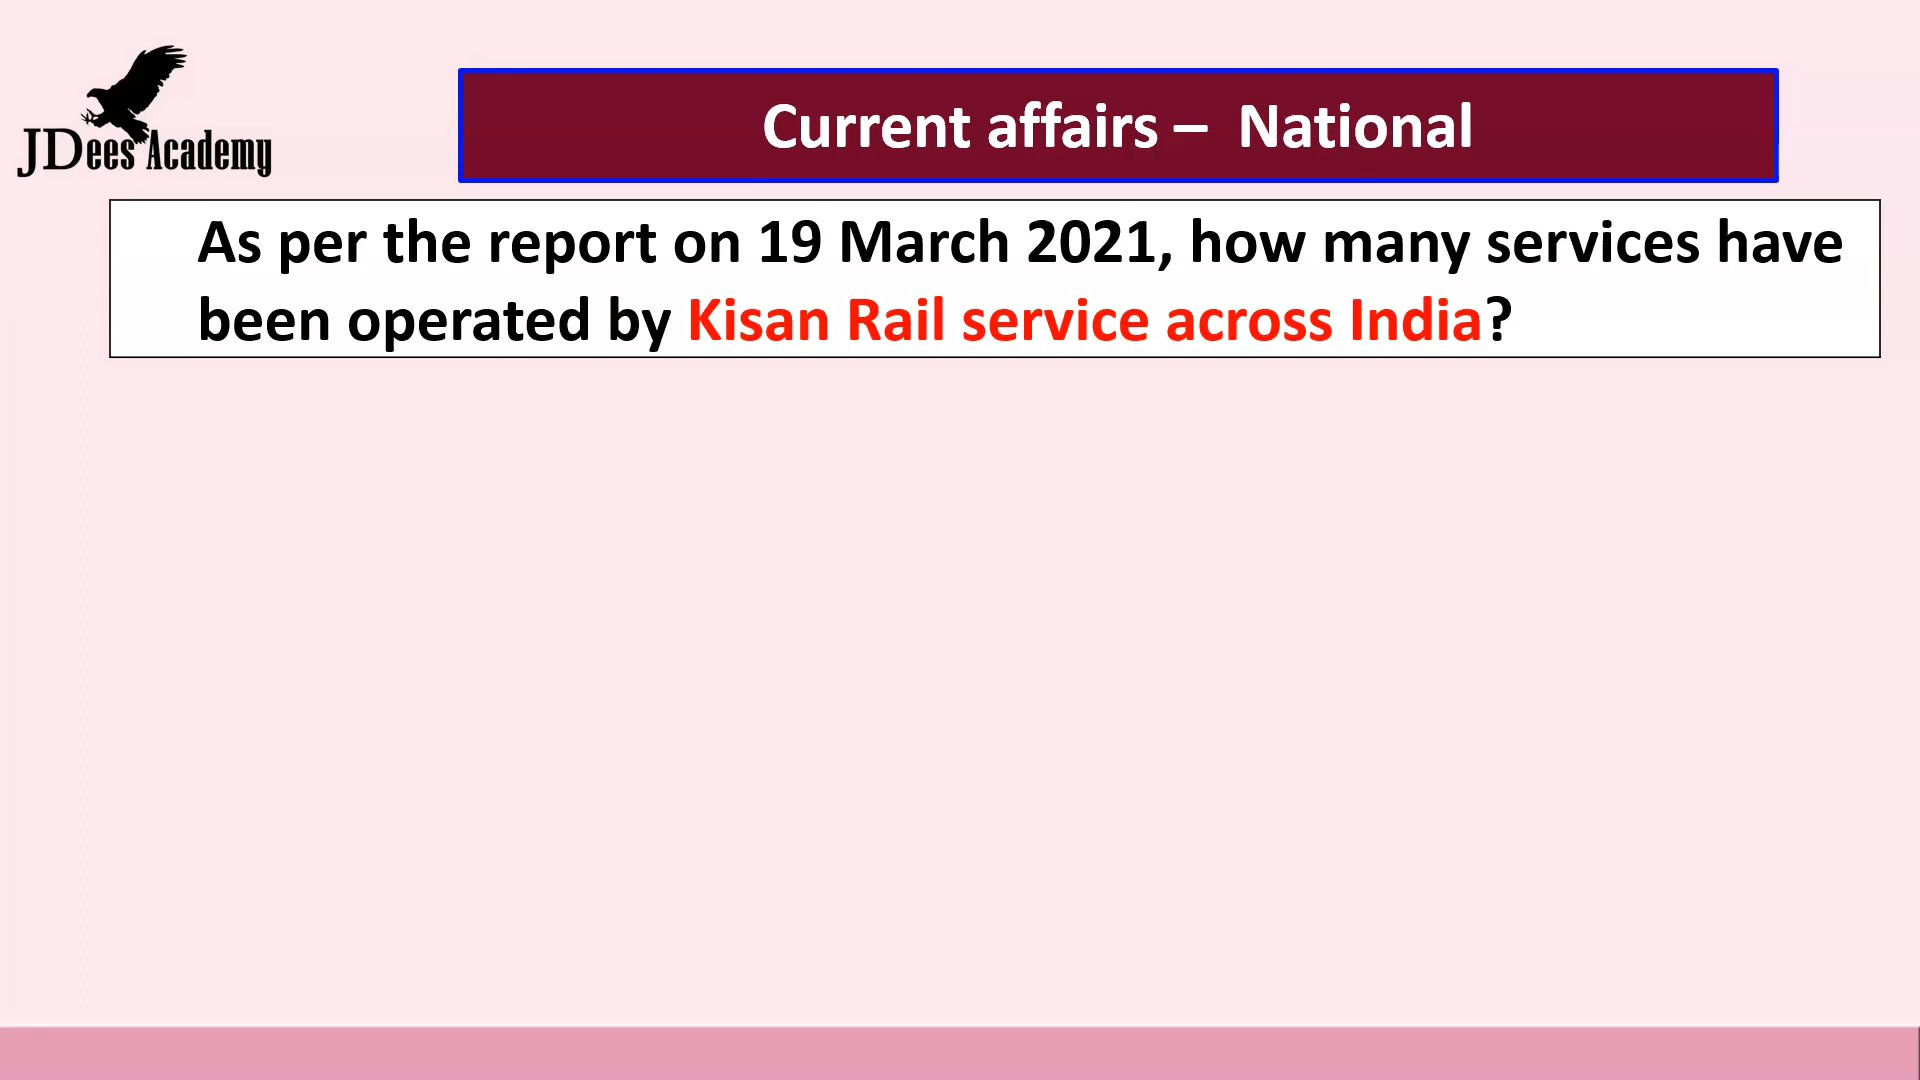 JDees Academy
Current affairs – National
As per the report on 19 March 2021, how many services have
been operated by Kisan Rail service across India?